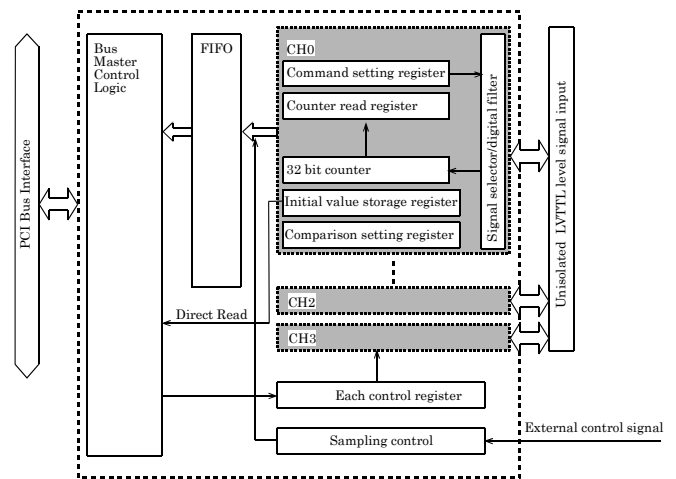 PCI Bus Interface
Bus
Master
Control
Logic
FIFO
CH0
Command setting register
Counter read register
32 bit counter
Initial value storage register
Comparison setting register
Signal selector/digital filter
Unisolated LVTTL level signal input
CH2
Direct Read
CH3
Each control register
Sampling control
External control signal